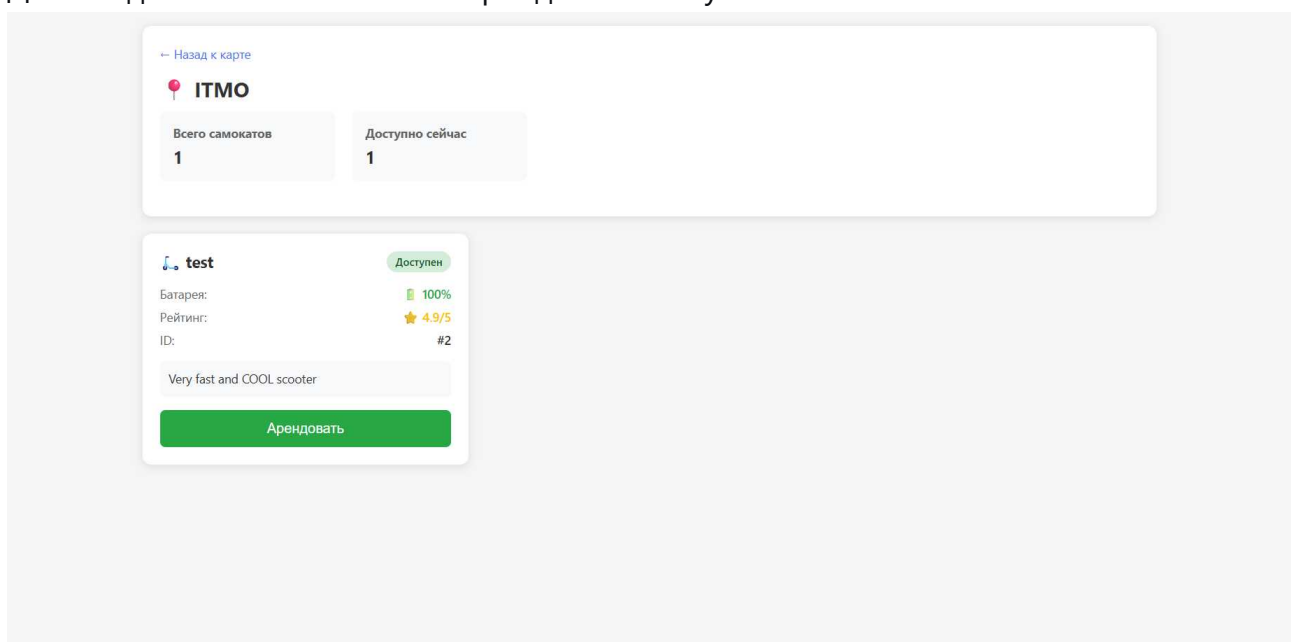 ← Назад к карте
ITMO
Всего самокатов
1
Доступно сейчас
1
test
Доступен
Батарея: 100%
Рейтинг: 4.9/5
ID: #2
Very fast and COOL scooter
Арендовать